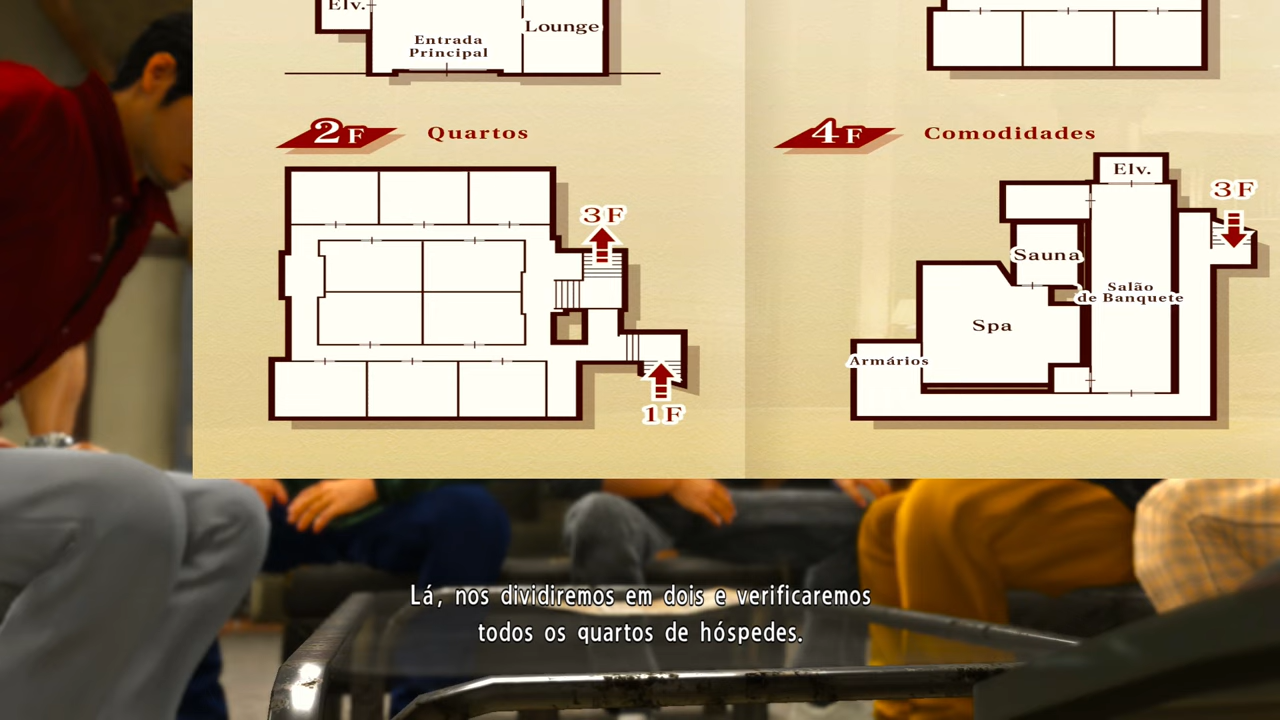 Elv.
Lounge
Entrada
Principal
2F Quartos
4F Comodidades
Elv.
3F
3F
Sauna
Salão
de Banquete
Spa
Armários
1F
Lá, nos dividiremos em dois e verificaremos
todos os quartos de hóspedes.